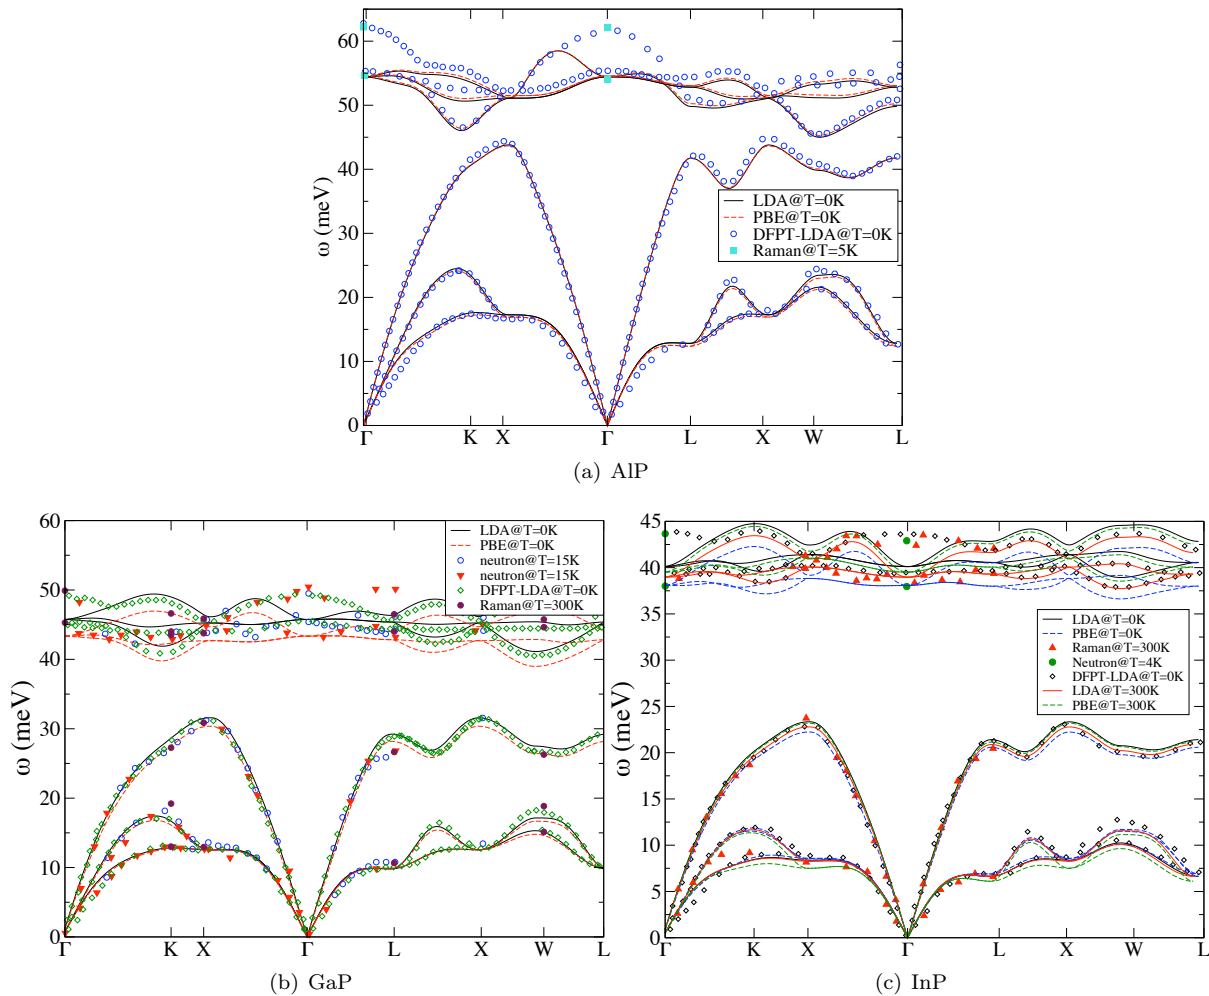 60
50
40
30
20
10
0
ω (meV)
LDA@T=0K
PBE@T=0K
DFPT-LDA@T=0K
Raman@T=5K
Γ K X Γ L X W L
(a) AlP
60
50
40
30
20
10
0
ω (meV)
LDA@T=0K
PBE@T=0K
neutron@T=15K
neutron@T=15K
DFPT-LDA@T=0K
Raman@T=300K
Γ K X Γ L X W L
(b) GaP
45
40
35
30
25
20
15
10
5
0
ω (meV)
LDA@T=0K
PBE@T=0K
Raman@T=300K
Neutron@T=4K
DFPT-LDA@T=0K
LDA@T=300K
PBE@T=300K
Γ K X Γ L X W L
(c) InP